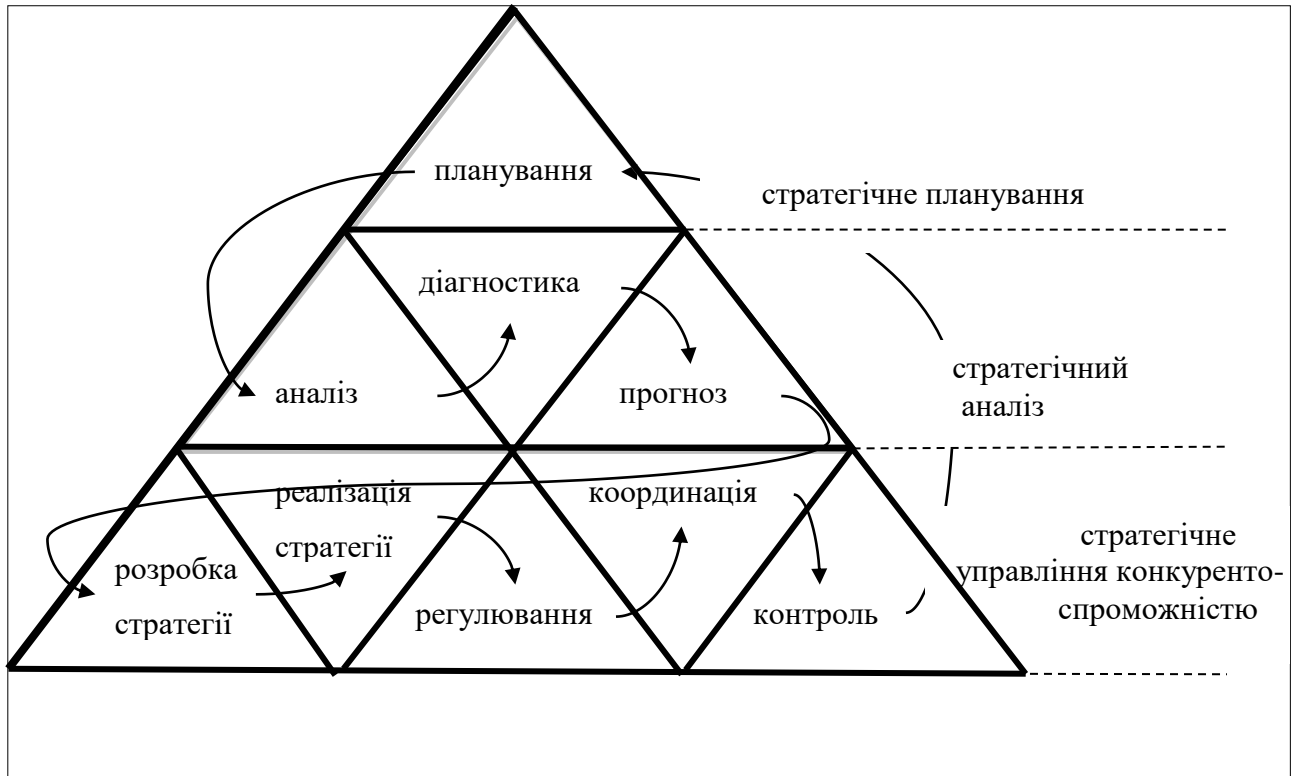 планування
стратегічне планування
діагностика
аналіз
прогноз
стратегічний
аналіз
реалізація
стратегії
координація
розробка
стратегії
регулювання
контроль
стратегічне
управління конкуренто-
спроможністю